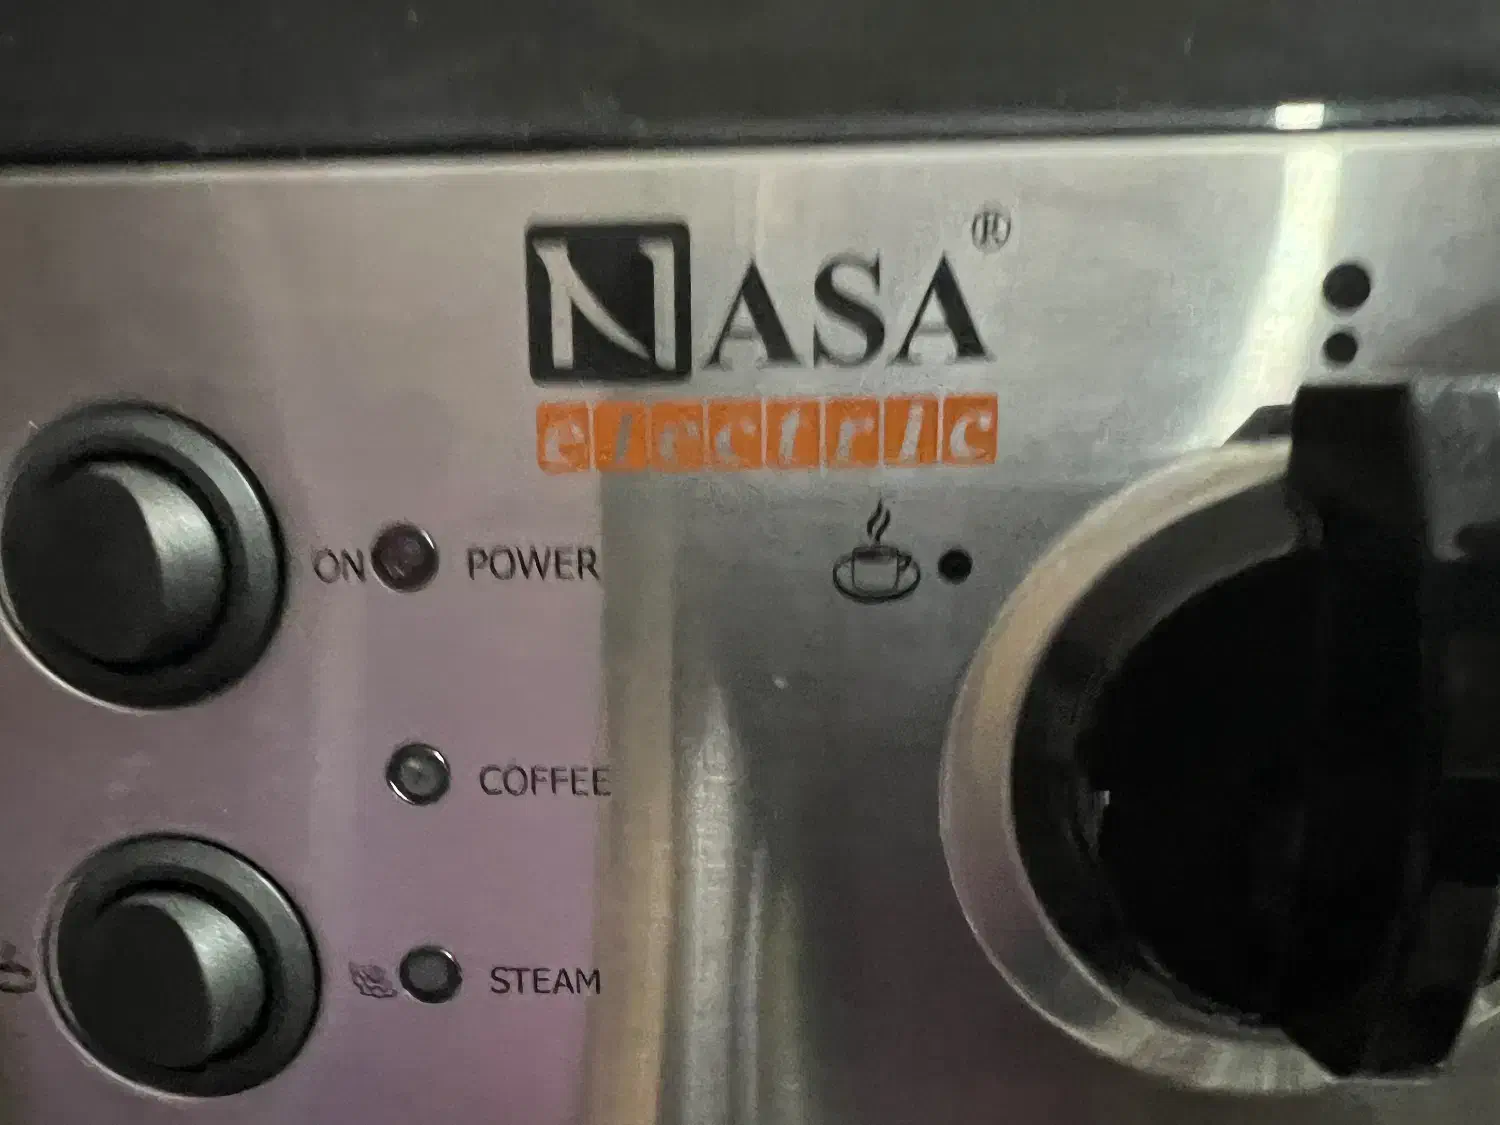 NASA®
electric
ON POWER
COFFEE
STEAM